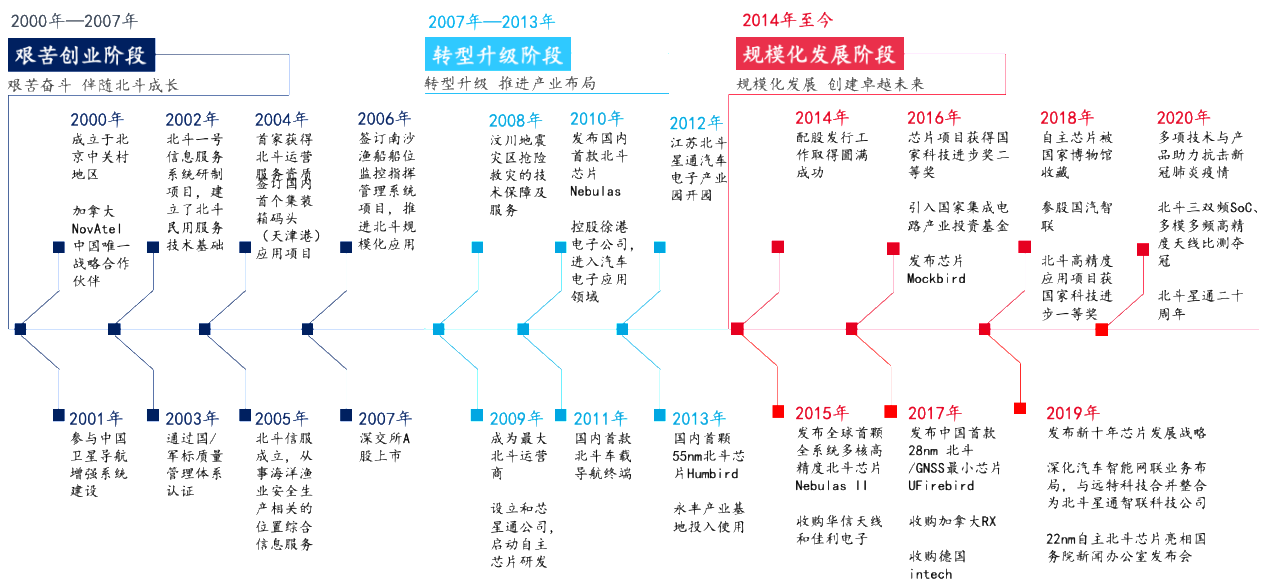 2000年—2007年
艰苦创业阶段
艰苦奋斗 伴随北斗成长
2007年—2013年
转型升级阶段
转型升级 推进产业布局
2014年至今
规模化发展阶段
规模化发展 创建卓越未来
2000年
成立于北
京中关村
地区
加拿大
NovAtel
中国唯一
战略合作
伙伴
2002年
北斗一号
信息服务
系统研制
项目，建
立了北斗
民用服务
技术基础
2004年
首家获得
北斗运营
服务资质
签订国内
首个集装
箱码头
（天津港）
应用项目
2006年
签订南沙
渔船船位
监控指挥
管理系统
项目，推
进北斗规
模化应用
2008年
汶川地震
灾区抢险
救灾的技
术保障及
服务
2010年
发布国内
首款北斗
芯片
Nebulas
控股徐港
电子公司，
进入汽车
电子应用
领域
2012年
江苏北斗
星通汽车
电子产业
园开园
2014年
配股发行工
作取得圆满
成功
2016年
芯片项目获得国
家科技进步奖二
等奖
引入国家集成电
路产业投资基金
发布芯片
Mockbird
2018年
自主芯片被
国家博物馆
收藏
参股国汽智
联
北斗高精度
应用项目获
国家科技进
步一等奖
2020年
多项技术与产
品助力抗击新
冠肺炎疫情
北斗三双频SoC、
多模多频高精
度天线比测夺
冠
北斗星通二十
周年
2001年
参与中国
卫星导航
增强系统
建设
2003年
通过国/
军标质量
管理体系
认证
2005年
北斗信服
成立，从
事海洋渔
业安全生
产相关的
位置综合
信息服务
2007年
深交所A
股上市
2009年
成为最大
北斗运营
商
设立和芯
星通公司，
启动自主
芯片研发
2011年
国内首款
北斗车载
导航终端
2013年
国内首颗
55nm北斗芯
片Humbird
永丰产业基
地投入使用
2015年
发布全球首颗
全系统多核高
精度北斗芯片
Nebulas II
收购华信天线
和佳利电子
2017年
发布中国首款
28nm 北斗
/GNSS最小芯片
UFirebird
收购加拿大RX
收购德国
intech
2019年
发布新十年芯片发展战略
深化汽车智能网联业务布
局，与远特科技合并整合
为北斗星通智联科技公司
22nm自主北斗芯片亮相国
务院新闻办公室发布会